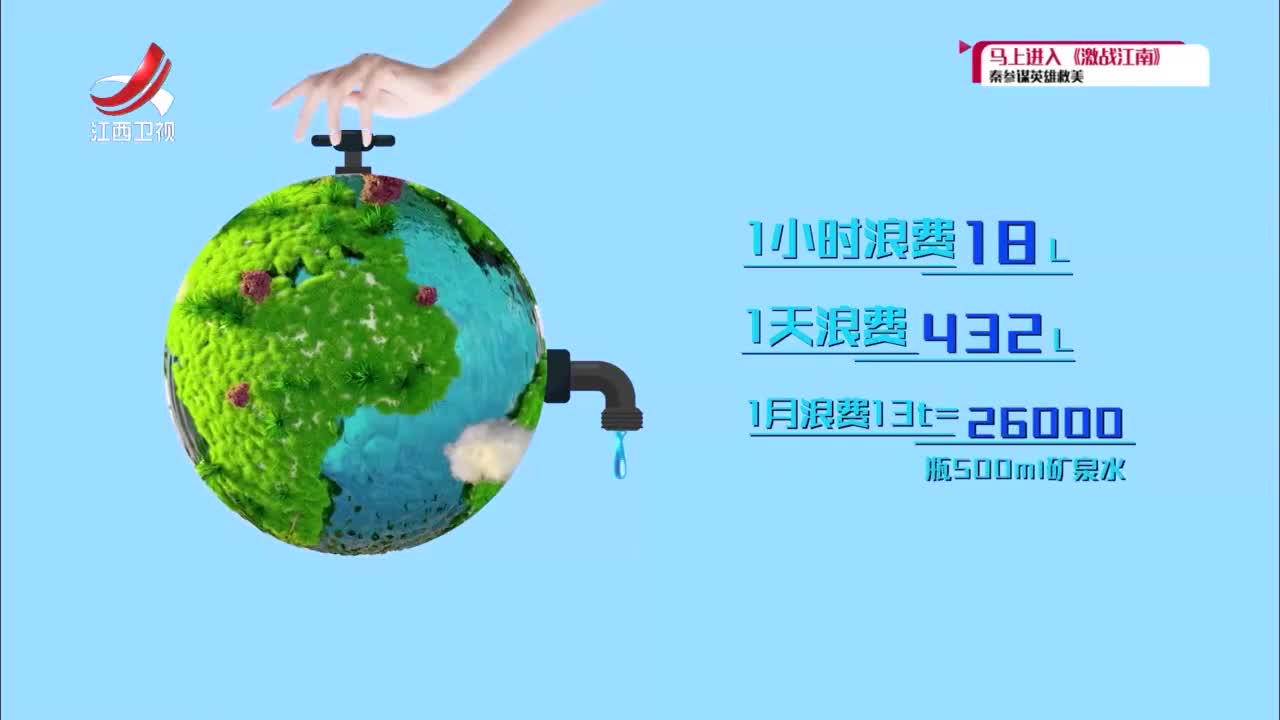 江西卫视
马上进入《激战江南》
秦参谋英雄救美
1小时浪费18L
1天浪费432L
1月浪费13t=26000
瓶500ml矿泉水